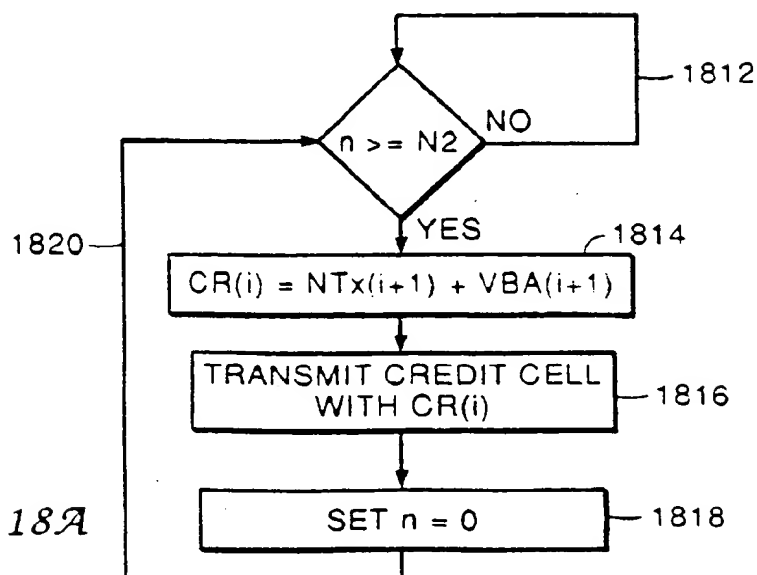 1812
n >= N2
NO
YES
1820
1814
CR(i) = NTx(i+1) + VBA(i+1)
TRANSMIT CREDIT CELL
WITH CR(i)
1816
18A
SET n = 0
1818